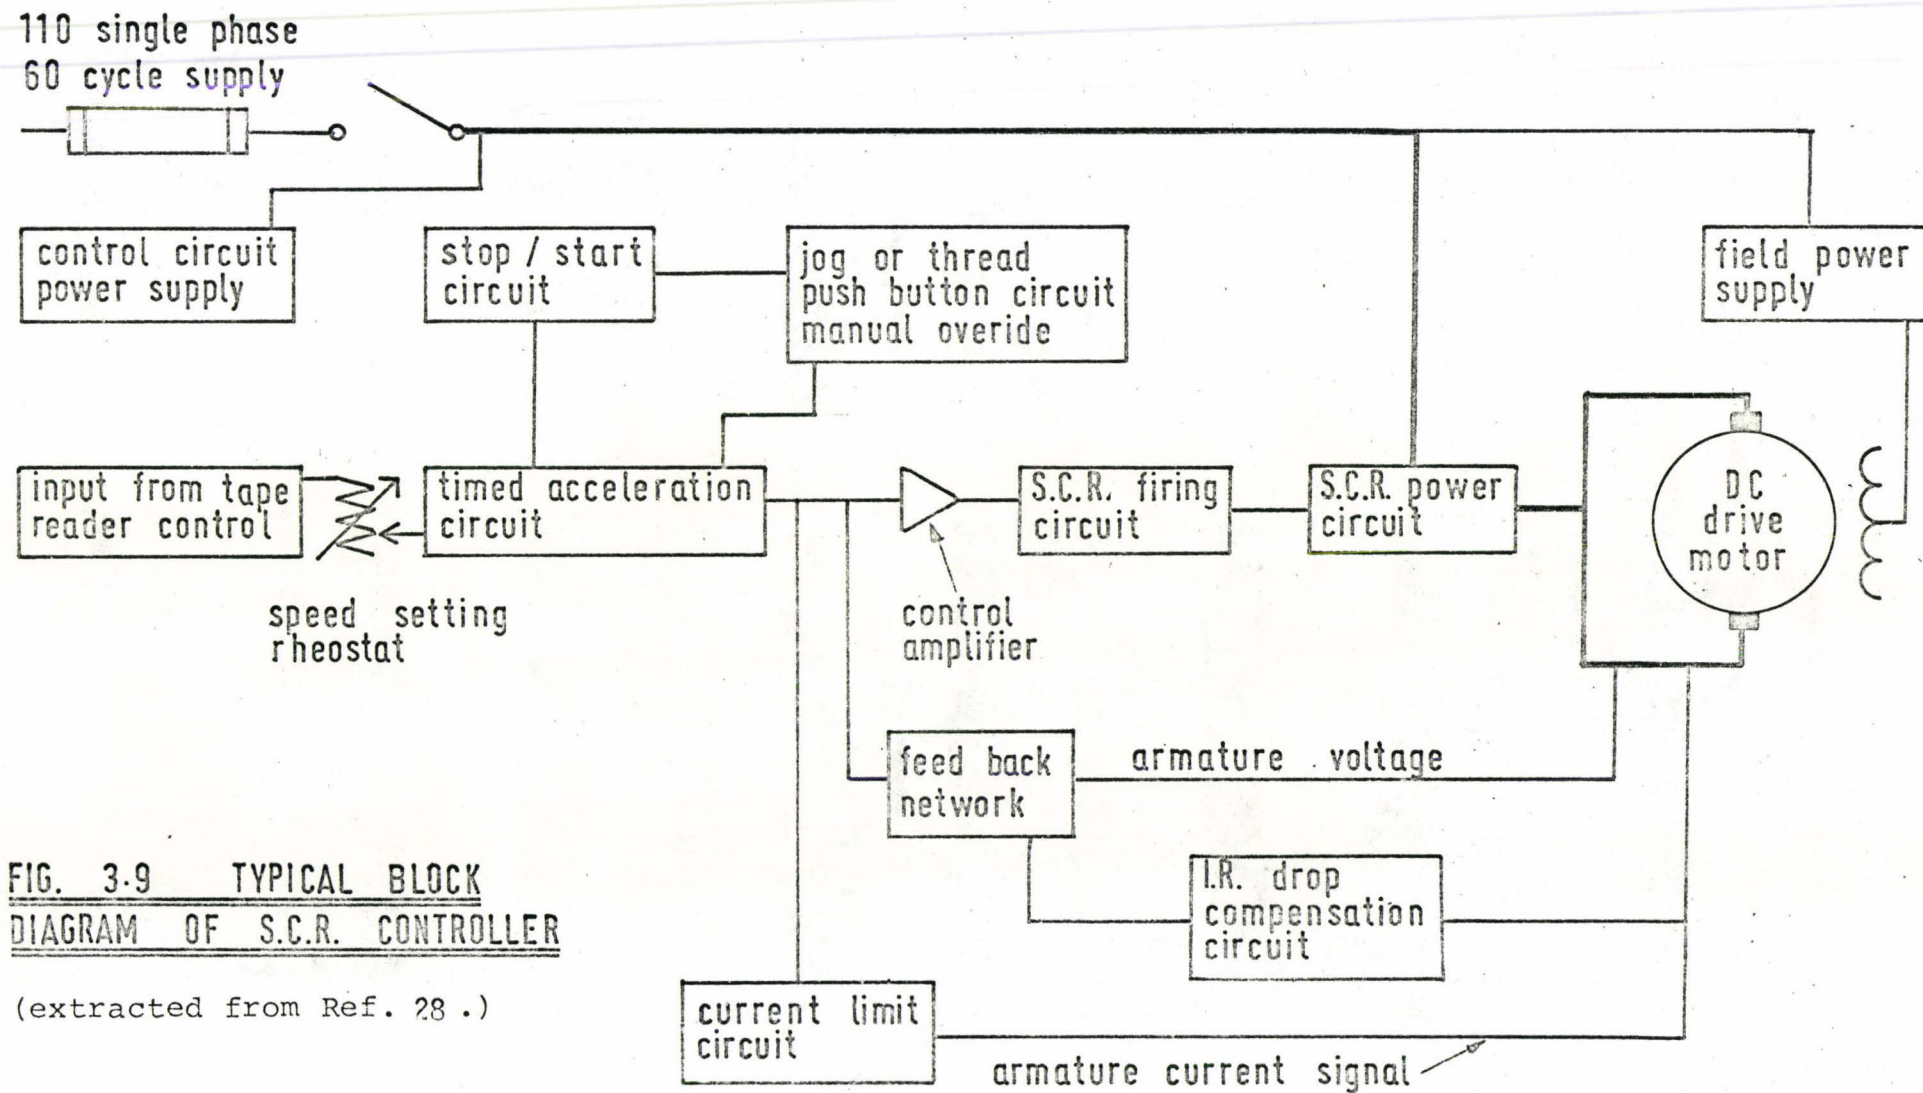 110 single phase
60 cycle supply
control circuit
power supply
stop / start
circuit
jog or thread
push button circuit
manual overide
field power
supply
input from tape
reader control
timed acceleration
circuit
S.C.R. firing
circuit
S.C.R. power
circuit
DC
drive
motor
speed setting
rheostat
control
amplifier
feed back
network
armature voltage
I.R. drop
compensation
circuit
current limit
circuit
armature current signal
FIG. 3.9 TYPICAL BLOCK
DIAGRAM OF S.C.R. CONTROLLER
(extracted from Ref. 28 .)